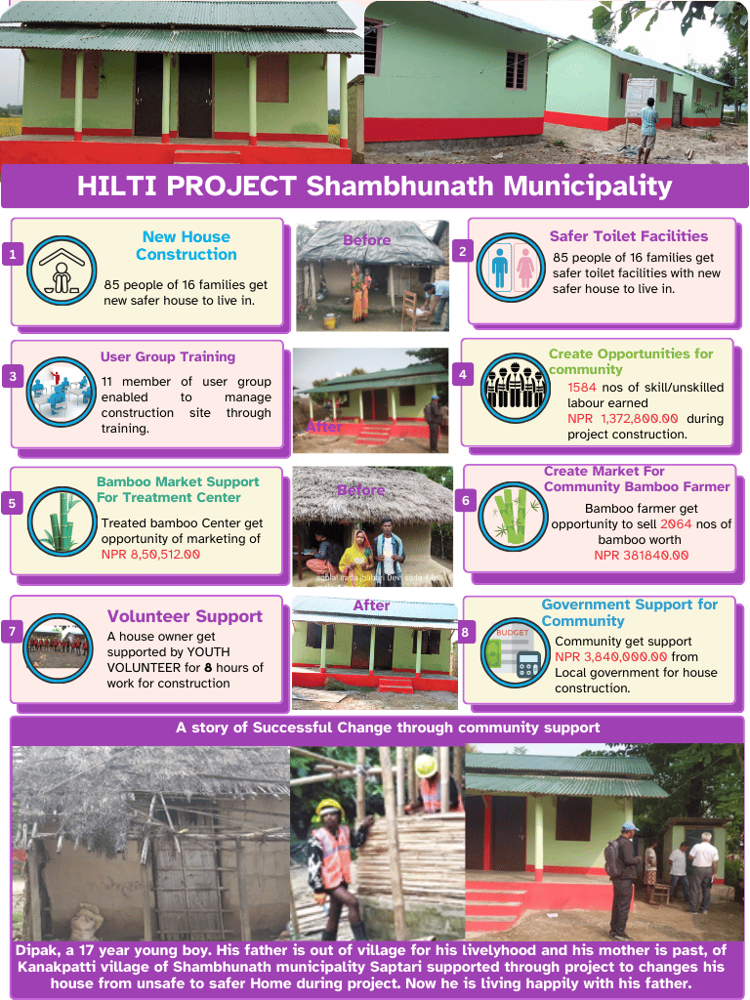 HILTI PROJECT Shambhunath Municipality
1
New House
Construction
85 people of 16 families get
new safer house to live in.
Before
2
Safer Toilet Facilities
85 people of 16 families get
safer toilet facilities with new
safer house to live in.
3
User Group Training
11 member of user group
enabled to manage
construction site through
training.
After
4
Create Opportunities for
community
1584 nos of skill/unskilled
labour earned
NPR 1,372,800.00 during
project construction.
5
Bamboo Market Support
For Treatment Center
Treated bamboo Center get
opportunity of marketing of
NPR 8,50,512.00
Before
6
Create Market For
Community Bamboo Farmer
Bamboo farmer get
opportunity to sell 2064 nos of
bamboo worth
NPR 381840.00
7
Volunteer Support
A house owner get
supported by YOUTH
VOLUNTEER for 8 hours of
work for construction
After
8
Government Support for
Community
BUDGET
Community get support
NPR 3,840,000.00 from
Local government for house
construction.
A story of Successful Change through community support
Dipak, a 17 year young boy. His father is out of village for his livelyhood and his mother is past, of
Kanakpatti village of Shambhunath municipality Saptari supported through project to changes his
house from unsafe to safer Home during project. Now he is living happily with his father.